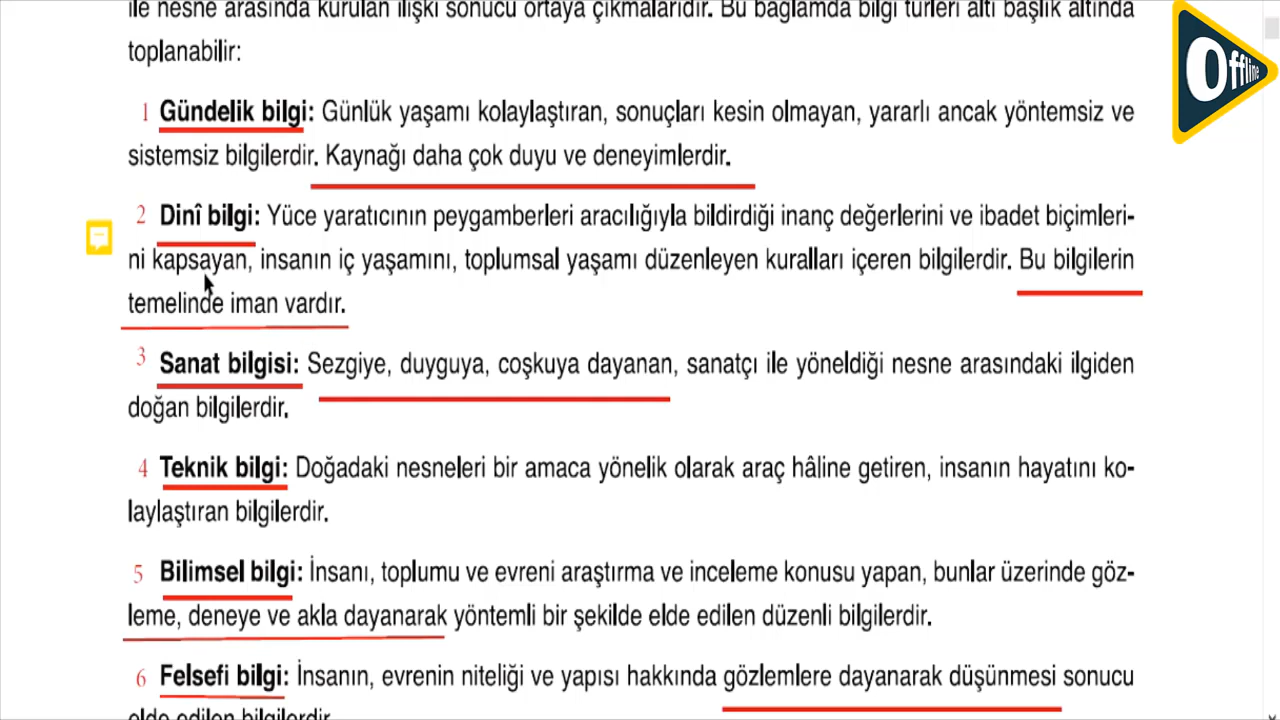 ile nesne arasında kurulan ilişki sonucu ortaya çıkmalarıdır. Bu bağlamda bilgi türleri altı başlık altında
toplanabilir:
1 Gündelik bilgi: Günlük yaşamı kolaylaştıran, sonuçları kesin olmayan, yararlı ancak yöntemsiz ve
sistemsiz bilgilerdir. Kaynağı daha çok duyu ve deneyimlerdir.
2 Dinî bilgi: Yüce yaratıcının peygamberleri aracılığıyla bildirdiği inanç değerlerini ve ibadet biçimleri-
ni kapsayan, insanın iç yaşamını, toplumsal yaşamı düzenleyen kuralları içeren bilgilerdir. Bu bilgilerin
temelinde iman vardır.
3 Sanat bilgisi: Sezgiye, duyguya, coşkuya dayanan, sanatçı ile yöneldiği nesne arasındaki ilgiden
doğan bilgilerdir.
4 Teknik bilgi: Doğadaki nesneleri bir amaca yönelik olarak araç hâline getiren, insanın hayatını ko-
laylaştıran bilgilerdir.
5 Bilimsel bilgi: İnsanı, toplumu ve evreni araştırma ve inceleme konusu yapan, bunlar üzerinde göz-
leme, deneye ve akla dayanarak yöntemli bir şekilde elde edilen düzenli bilgilerdir.
6 Felsefi bilgi: İnsanın, evrenin niteliği ve yapısı hakkında gözlemlere dayanarak düşünmesi sonucu
elde edilen bilgilerdir
Offline